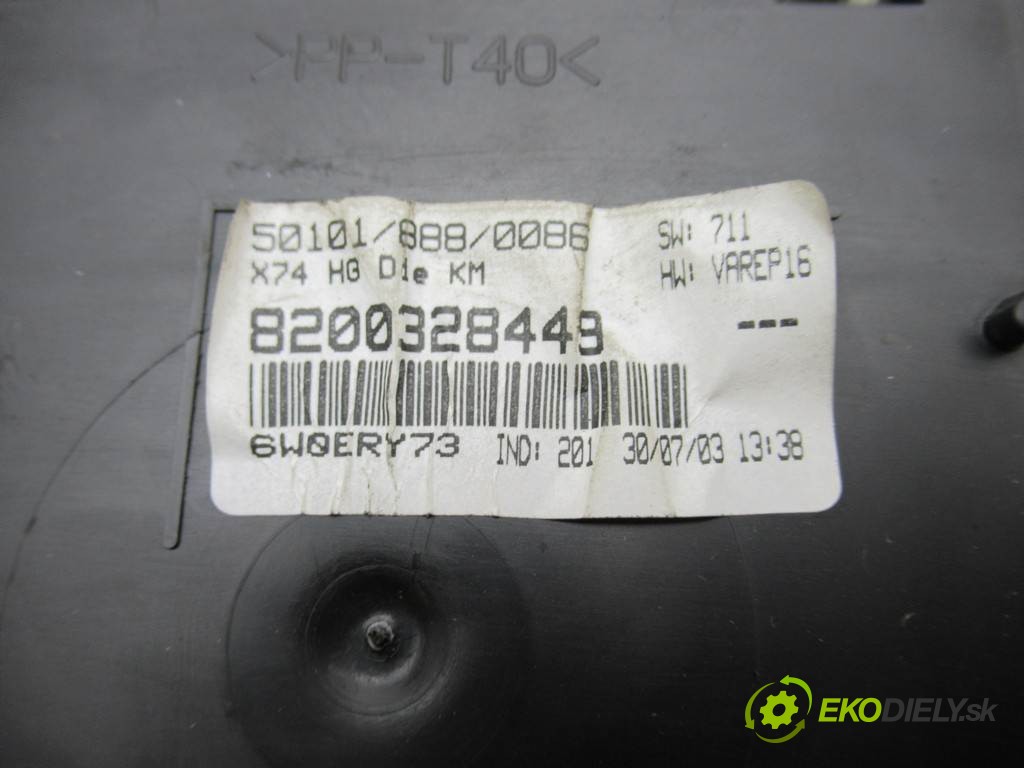 >PP-T40<
50101/888/0086 SW: 711
X74 HG Die KM HW: VAREP16
8200328449 ---
6W0ERY73 IND: 201 30/07/03 13:38
EKODIELY.sk